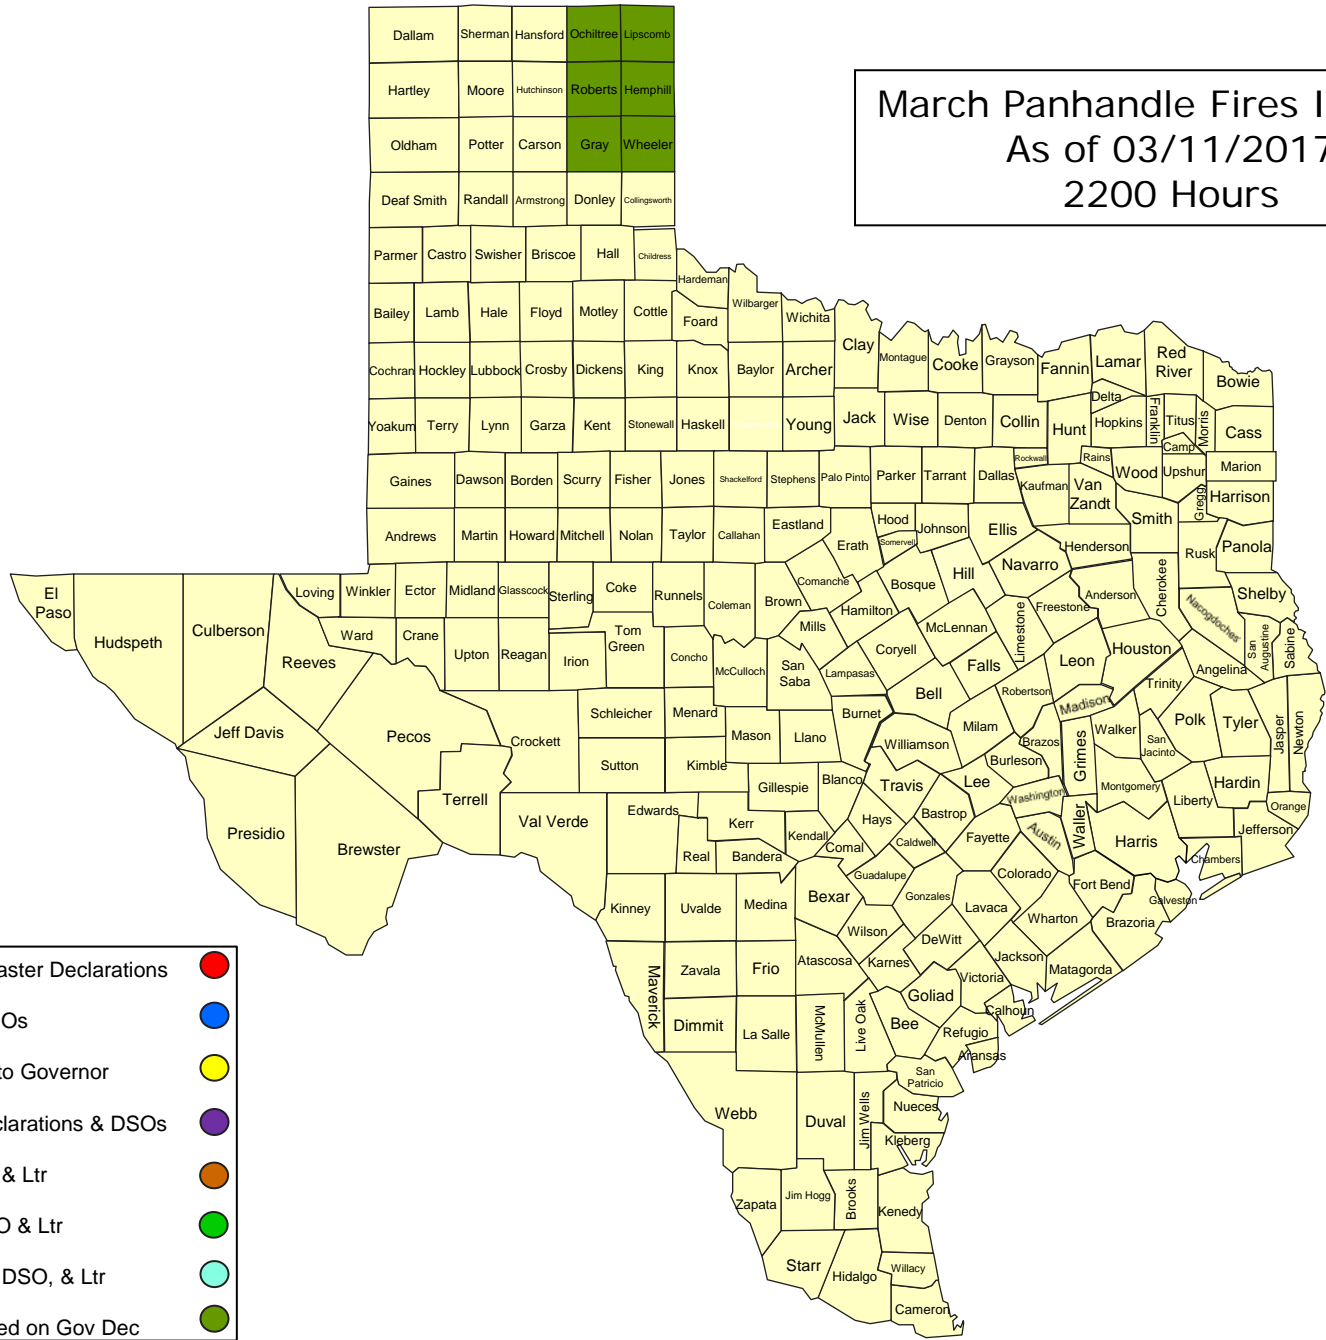 Dallam Sherman Hansford Ochiltree Lipscomb
Hartley Moore Hutchinson Roberts Hemphill
Oldham Potter Carson Gray Wheeler
Deaf Smith Randall Armstrong Donley Collingsworth
Parmer Castro Swisher Briscoe Hall Childress
Hardeman
Bailey Lamb Hale Floyd Motley Cottle Foard Wilbarger Wichita
Clay Montague Cooke Grayson Fannin Lamar Red River Bowie
Cochran Hockley Lubbock Crosby Dickens King Knox Baylor Archer
Delta
Yoakum Terry Lynn Garza Kent Stonewall Haskell Young Jack Wise Denton Collin Hunt Hopkins Franklin Titus Morris Cass
Camp
Gaines Dawson Borden Scurry Fisher Jones Shackelford Stephens Palo Pinto Parker Tarrant Dallas Rockwall Kaufman Rains Van Zandt Wood Upshur Marion
Gregg Harrison
Andrews Martin Howard Mitchell Nolan Taylor Callahan Eastland Erath Hood Somervell Johnson Ellis Henderson Smith Rusk Panola
El Paso Hudspeth Culberson Loving Winkler Ector Midland Glasscock Sterling Coke Runnels Coleman Brown Comanche Hamilton Bosque Hill Navarro Freestone Anderson Cherokee Nacogdoches Shelby
Reeves Ward Crane Upton Reagan Irion Tom Green Concho McCulloch San Saba Mills Lampasas Coryell McLennan Limestone Falls Leon Houston Angelina San Augustine Sabine
Jeff Davis Pecos Crockett Schleicher Menard Mason Llano Burnet Bell Milam Robertson Madison Trinity Walker San Jacinto Polk Tyler Jasper Newton
Sutton Kimble Gillespie Blanco Williamson Travis Lee Burleson Brazos Grimes Washington Montgomery Liberty Hardin Orange
Presidio Brewster Terrell Val Verde Edwards Kerr Real Bandera Kendall Comal Hays Caldwell Bastrop Fayette Austin Waller Harris Jefferson Chambers
Kinney Uvalde Medina Bexar Guadalupe Gonzales Lavaca Colorado Wharton Fort Bend Brazoria Galveston
Maverick Zavala Frio Atascosa Wilson Karnes DeWitt Victoria Jackson Matagorda
Dimmit La Salle McMullen Live Oak Bee Goliad Refugio Calhoun Aransas
Webb Duval Jim Wells San Patricio Nueces Kleberg
Zapata Jim Hogg Brooks Kenedy
Starr Hidalgo Willacy Cameron
March Panhandle Fires I
As of 03/11/2017
2200 Hours
aster Declarations
Os
to Governor
clarations & DSOs
& Ltr
O & Ltr
DSO, & Ltr
ed on Gov Dec